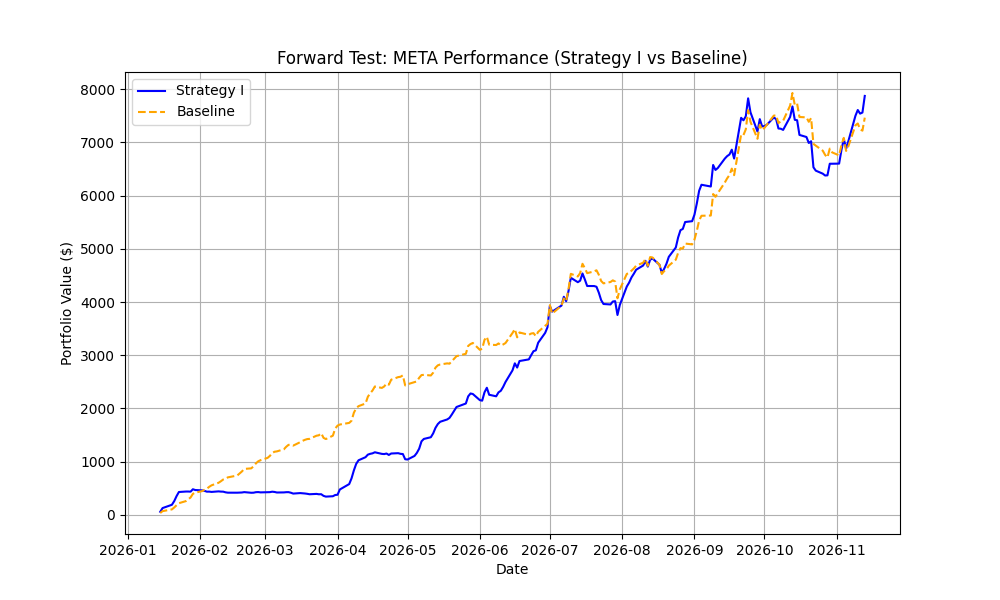 Forward Test: META Performance (Strategy I vs Baseline)
Strategy I
Baseline
Portfolio Value ($)
8000
7000
6000
5000
4000
3000
2000
1000
0
2026-01 2026-02 2026-03 2026-04 2026-05 2026-06 2026-07 2026-08 2026-09 2026-10 2026-11
Date